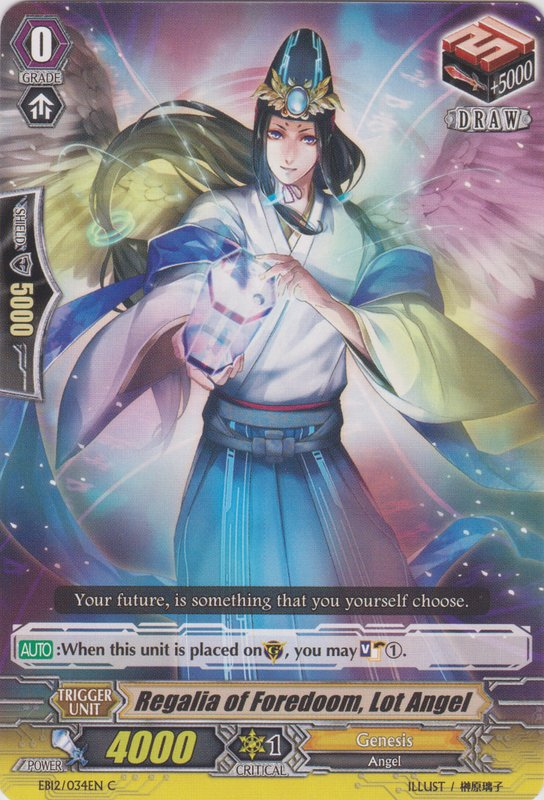 0
GRADE
+5000
DRAW
SHIELD
5000
Your future, is something that you yourself choose.
AUTO :When this unit is placed on G, you may V ①.
TRIGGER
UNIT
Regalia of Foredoom, Lot Angel
POWER 4000
1
CRITICAL
Genesis
Angel
EB12/034EN C
ILLUST / 榊原璃子